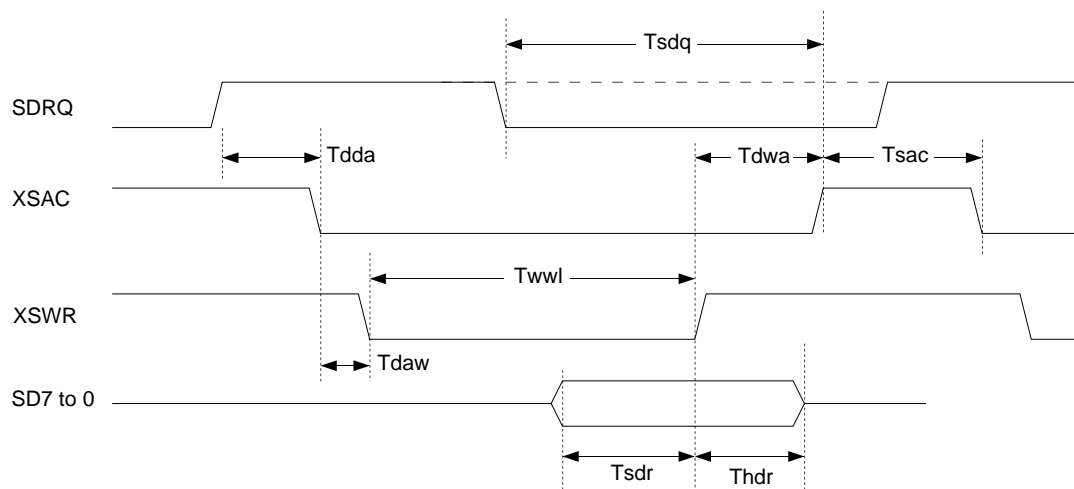 Tsdq
SDRQ
Tdda
Tdwa
Tsac
XSAC
Twwl
XSWR
Tdaw
SD7 to 0
Tsdr
Thdr